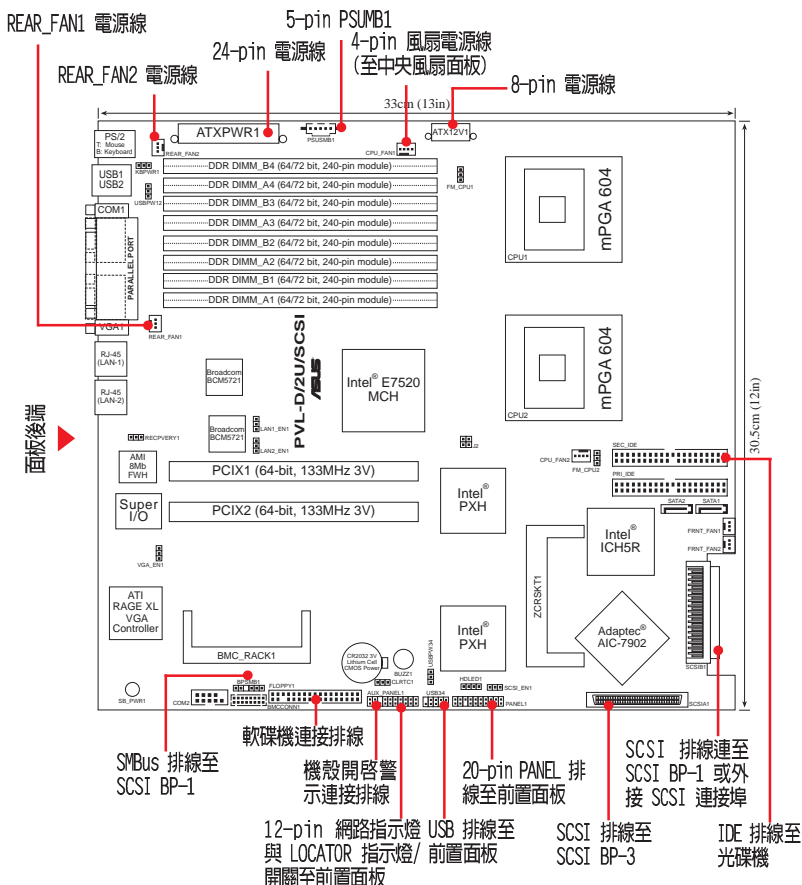 REAR_FAN1 電源線
REAR_FAN2 電源線
24-pin 電源線
5-pin PSUMB1
4-pin 風扇電源線
(至中央風扇面板)
8-pin 電源線
33cm (13in)
30.5cm (12in)
PS/2
T: Mouse
B: Keyboard
ATXPWR1
PSUSMB1
CPU_FAN1
ATX12V1
REAR_FAN2
KBPWR1
USB1
USB2
USBPW12
FM_CPU1
DDR DIMM_B4 (64/72 bit, 240-pin module)
DDR DIMM_A4 (64/72 bit, 240-pin module)
DDR DIMM_B3 (64/72 bit, 240-pin module)
DDR DIMM_A3 (64/72 bit, 240-pin module)
DDR DIMM_B2 (64/72 bit, 240-pin module)
DDR DIMM_A2 (64/72 bit, 240-pin module)
DDR DIMM_B1 (64/72 bit, 240-pin module)
DDR DIMM_A1 (64/72 bit, 240-pin module)
COM1
PARALLEL PORT
VGA1
REAR_FAN1
mPGA 604
CPU1
mPGA 604
CPU2
RJ-45
(LAN-1)
RJ-45
(LAN-2)
Broadcom
BCM5721
Broadcom
BCM5721
LAN1_EN1
LAN2_EN1
PVL-D/2U/SCSI
ASUS
Intel® E7520
MCH
面板後端
RECPVERY1
J2
CPU_FAN2
FM_CPU2
SEC_IDE
PRI_IDE
SATA2
SATA1
AMI
8Mb
FWH
PCIX1 (64-bit, 133MHz 3V)
Super
I/O
PCIX2 (64-bit, 133MHz 3V)
Intel®
PXH
Intel®
ICH5R
FRNT_FAN1
FRNT_FAN2
VGA_EN1
ZCRSKT1
ATI
RAGE XL
VGA
Controller
BMC_RACK1
CR2032 3V
Lithium Cell
CMOS Power
BUZZ1
CLRTC1
USBPW34
Intel®
PXH
Adaptec®
AIC-7902
SCSIB1
SB_PWR1
COM2
BPSMB1
FLOPPY1
BMCCONN1
AUX_PANEL1
USB34
HDLED1
SCSI_EN1
PANEL1
SCSIA1
SMBus 排線至
SCSI BP-1
軟碟機連接排線
機殼開啓警
示連接排線
12-pin 網路指示燈
與 LOCATOR 指示燈/
開關至前置面板
USB 排線至
前置面板
20-pin PANEL 排
線至前置面板
SCSI 排線至
SCSI BP-3
SCSI 排線連至
SCSI BP-1 或外
接 SCSI 連接埠
IDE 排線至
光碟機